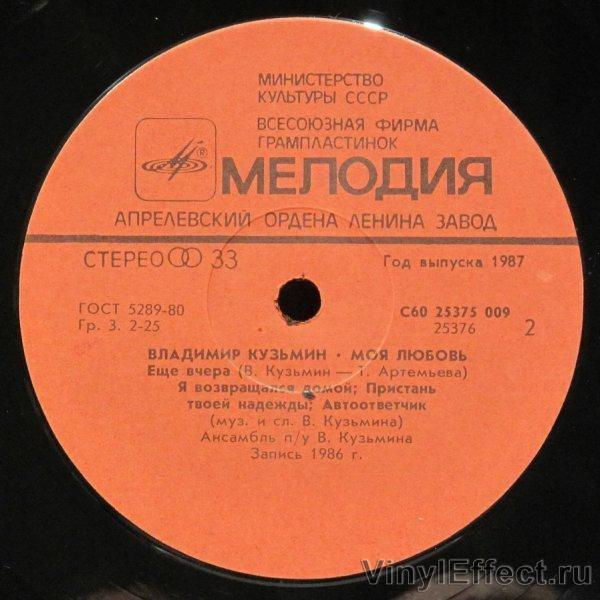 МИНИСТЕРСТВО
КУЛЬТУРЫ СССР
ВСЕСОЮЗНАЯ ФИРМА
ГРАМПЛАСТИНОК
® МЕЛОДИЯ
АПРЕЛЕВСКИЙ ОРДЕНА ЛЕНИНА ЗАВОД
СТЕРЕО 33 Год выпуска 1987
ГОСТ 5289-80 С60 25375 009
Гр. 3. 2-25 25376 2
ВЛАДИМИР КУЗЬМИН · МОЯ ЛЮБОВЬ
Еще вчера (В. Кузьмин — Т. Артемьева)
Я возвращался домой; Пристань
твоей надежды; Автоответчик
(муз. и сл. В. Кузьмина)
Ансамбль п/у В. Кузьмина
Запись 1986 г.
VinylEffect.ru